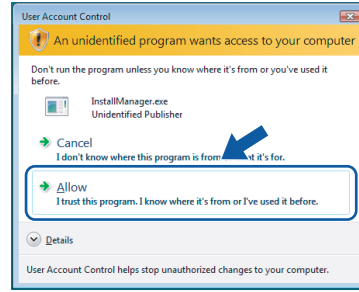 User Account Control
An unidentified program wants access to your computer
Don't run the program unless you know where it's from or you've used it
before.
InstallManager.exe
Unidentified Publisher
Cancel
I don't know where this program is from it's for.
Allow
I trust this program. I know where it's from or I've used it before.
Details
User Account Control helps stop unauthorized changes to your computer.